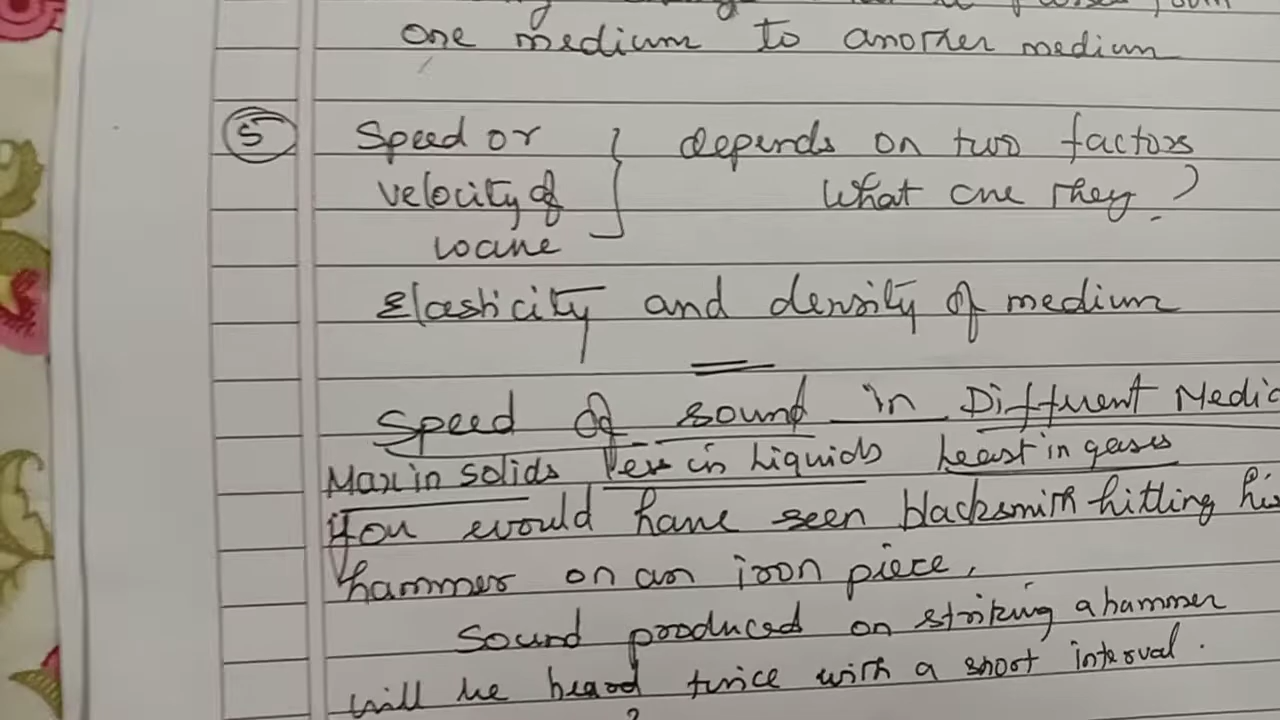 one medium to another medium
5 Speed or } depends on two factors
velocity of What are they?
wave
Elasticity and density of medium
Speed of sound in Different Media
Max in solids less in Liquids Least in gases
You would have seen blacksmith hitting his
hammer on an iron piece.
Sound produced on striking a hammer
will be heard twice with a short interval.
?